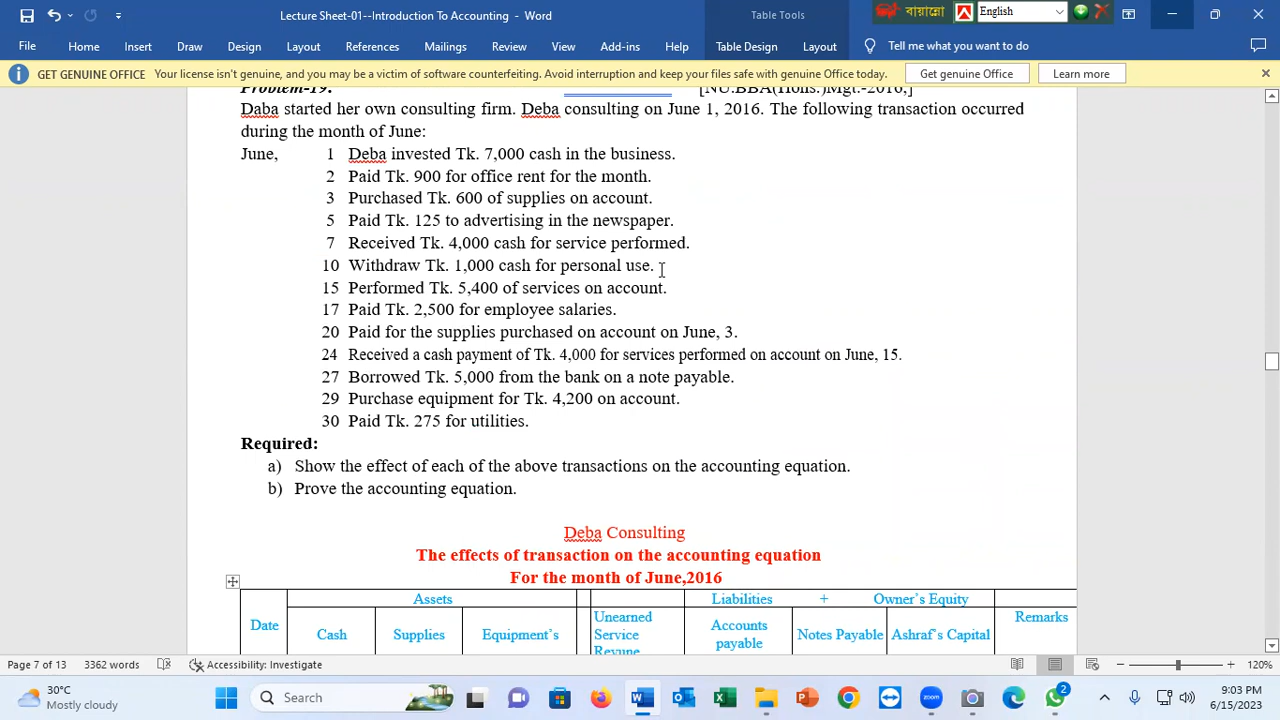 Lecture Sheet-01--Introduction To Accounting - Word
Table Tools
English
File Home Insert Draw Design Layout References Mailings Review View Add-ins Help Table Design Layout Tell me what you want to do
GET GENUINE OFFICE Your license isn't genuine, and you may be a victim of software counterfeiting. Avoid interruption and keep your files safe with genuine Office today. Get genuine Office Learn more
Problem-19. [NU.BBA(Hons.)Mgt.-2016,]
Daba started her own consulting firm. Deba consulting on June 1, 2016. The following transaction occurred
during the month of June:
June, 1 Deba invested Tk. 7,000 cash in the business.
2 Paid Tk. 900 for office rent for the month.
3 Purchased Tk. 600 of supplies on account.
5 Paid Tk. 125 to advertising in the newspaper.
7 Received Tk. 4,000 cash for service performed.
10 Withdraw Tk. 1,000 cash for personal use.
15 Performed Tk. 5,400 of services on account.
17 Paid Tk. 2,500 for employee salaries.
20 Paid for the supplies purchased on account on June, 3.
24 Received a cash payment of Tk. 4,000 for services performed on account on June, 15.
27 Borrowed Tk. 5,000 from the bank on a note payable.
29 Purchase equipment for Tk. 4,200 on account.
30 Paid Tk. 275 for utilities.
Required:
a) Show the effect of each of the above transactions on the accounting equation.
b) Prove the accounting equation.
Deba Consulting
The effects of transaction on the accounting equation
For the month of June,2016
Assets Liabilities + Owner's Equity
Date Cash Supplies Equipment's Unearned Service Revune Accounts payable Notes Payable Ashraf's Capital Remarks
Page 7 of 13 3362 words Accessibility: Investigate 120%
30°C
Mostly cloudy
Search
2
9:03 PM
6/15/2023